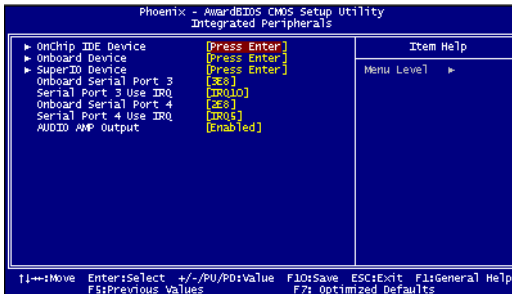 Phoenix - AwardBIOS CMOS Setup Utility
Integrated Peripherals
► OnChip IDE Device [Press Enter]
► Onboard Device [Press Enter]
► SuperIO Device [Press Enter]
Onboard Serial Port 3 [3E8]
Serial Port 3 Use IRQ [IRQ10]
Onboard Serial Port 4 [2E8]
Serial Port 4 Use IRQ [IRQ5]
AUDIO AMP Output [Enabled]
Item Help
Menu Level ►
↑↓→←:Move Enter:Select +/-/PU/PD:Value F10:Save ESC:Exit F1:General Help
F5:Previous Values F7: Optimized Defaults